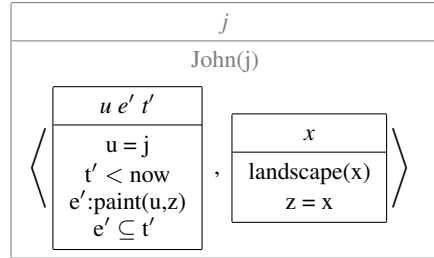 j
John(j)
u e′ t′
u = j
t′ < now
e′:paint(u,z)
e′ ⊆ t′
,
x
landscape(x)
z = x